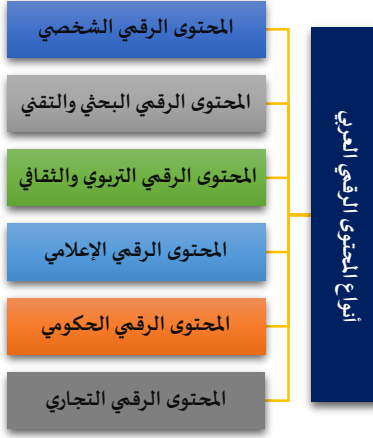 أنواع المحتوى الرقمي العربي
المحتوى الرقمي الشخصي
المحتوى الرقمي البحثي والتقني
المحتوى الرقمي التربوي والثقافي
المحتوى الرقمي الإعلامي
المحتوى الرقمي الحكومي
المحتوى الرقمي التجاري